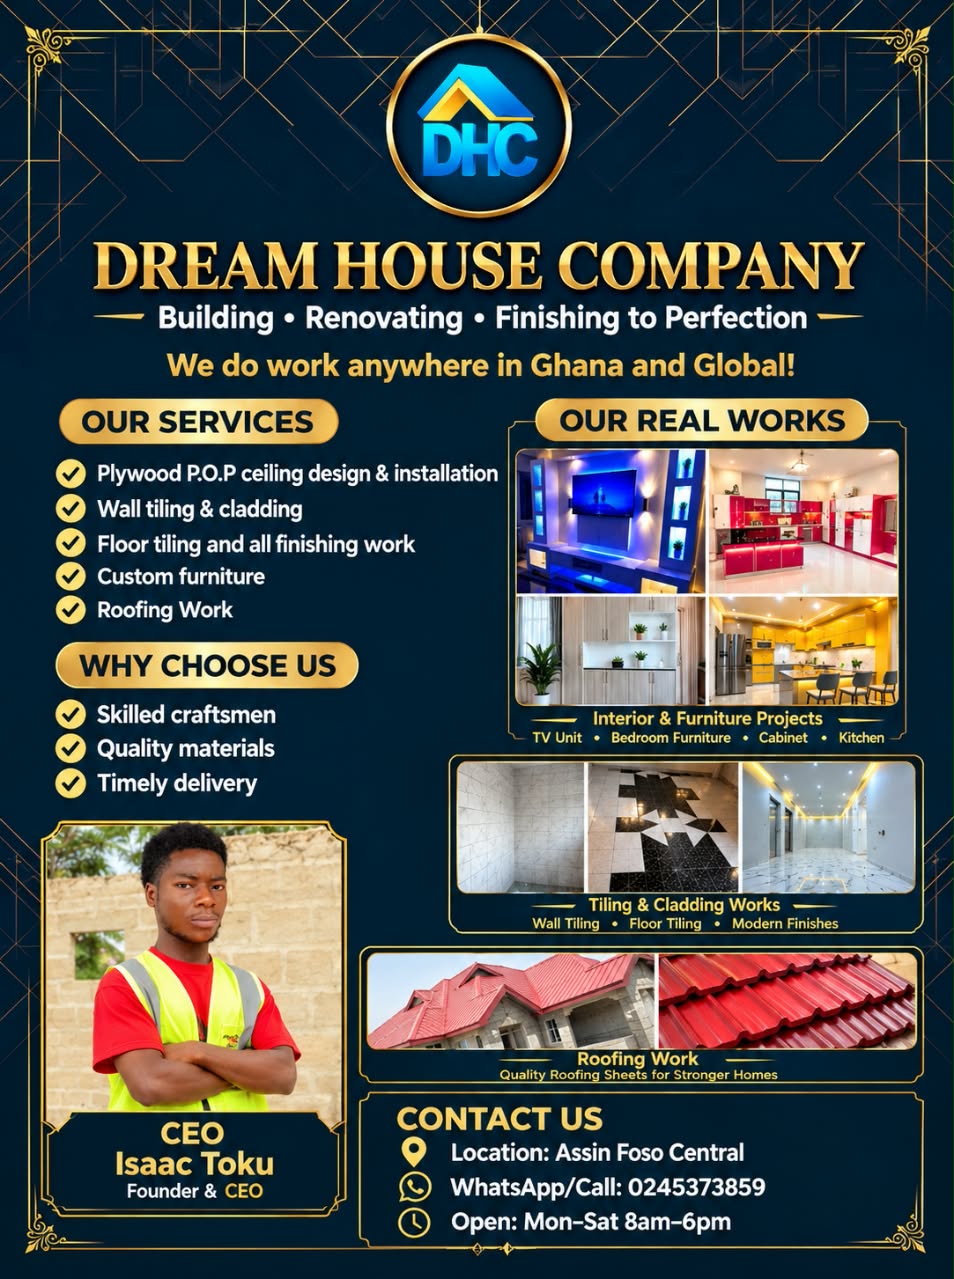 DHC
DREAM HOUSE COMPANY
Building • Renovating • Finishing to Perfection
We do work anywhere in Ghana and Global!
OUR SERVICES
Plywood P.O.P ceiling design & installation
Wall tiling & cladding
Floor tiling and all finishing work
Custom furniture
Roofing Work
WHY CHOOSE US
Skilled craftsmen
Quality materials
Timely delivery
OUR REAL WORKS
Interior & Furniture Projects
TV Unit • Bedroom Furniture • Cabinet • Kitchen
Tiling & Cladding Works
Wall Tiling • Floor Tiling • Modern Finishes
Roofing Work
Quality Roofing Sheets for Stronger Homes
CEO
Isaac Toku
Founder & CEO
CONTACT US
Location: Assin Foso Central
WhatsApp/Call: 0245373859
Open: Mon–Sat 8am–6pm